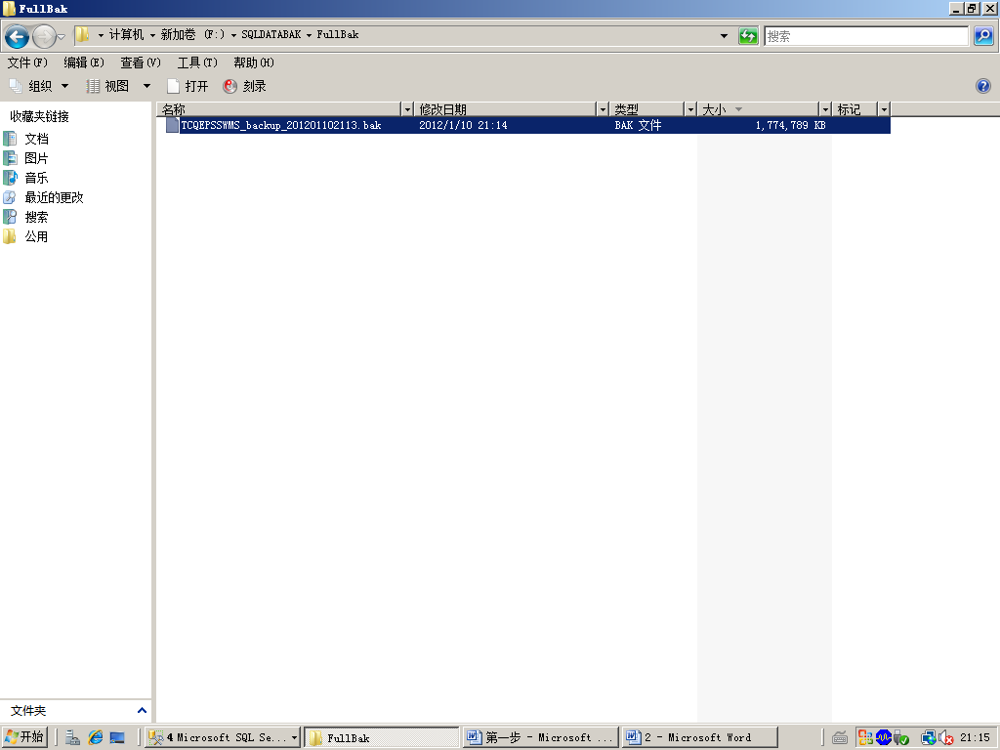 FullBak
计算机 新加卷 (F:) SQLDATABAK FullBak 搜索
文件(F) 编辑(E) 查看(V) 工具(T) 帮助(H)
组织 视图 打开 刻录
收藏夹链接
文档
图片
音乐
最近的更改
搜索
公用
文件夹
名称 修改日期 类型 大小 标记
TCQEPSSWMS_backup_201201102113.bak 2012/1/10 21:14 BAK 文件 1,774,789 KB
开始 4 Microsoft SQL Se... FullBak 第一步 - Microsoft ... 2 - Microsoft Word 21:15